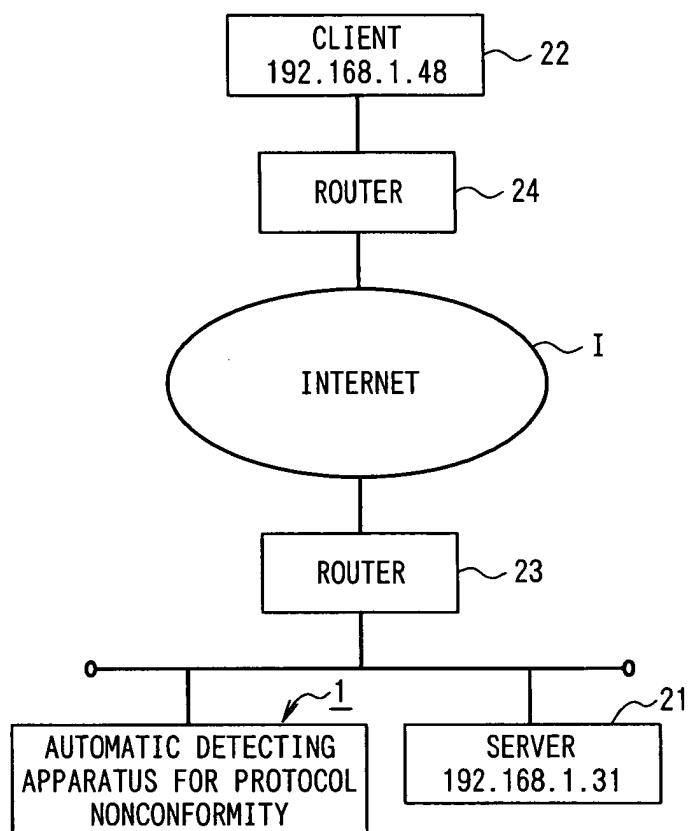 CLIENT
192.168.1.48
22
ROUTER
24
I
INTERNET
ROUTER
23
1
21
AUTOMATIC DETECTING
APPARATUS FOR PROTOCOL
NONCONFORMITY
SERVER
192.168.1.31